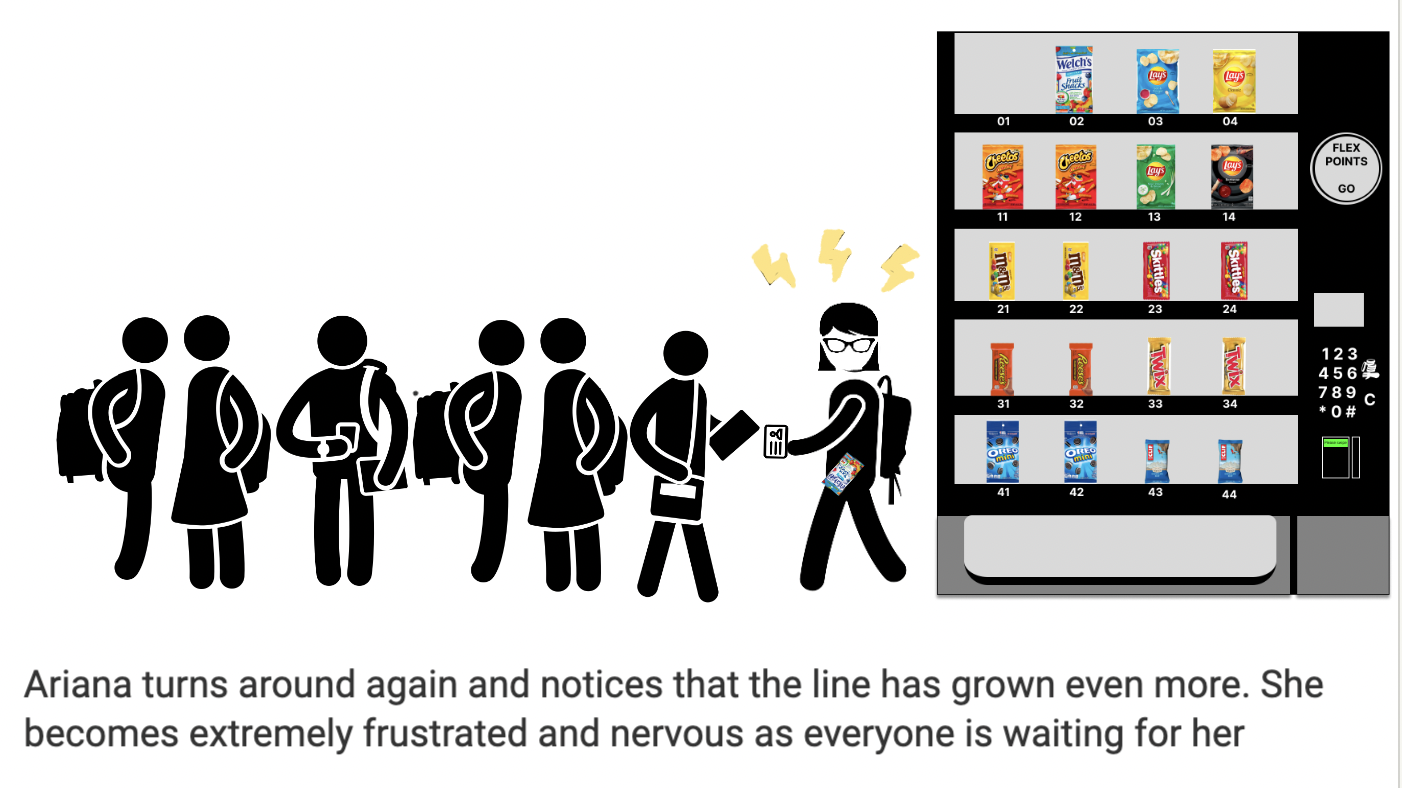 Welch's
Fruit
Snacks
Lay's
Lay's
Classic
01 02 03 04
FLEX
POINTS
GO
Cheetos
Cheetos
Lay's
Lay's
11 12 13 14
m&m's
m&m's
Skittles
Skittles
21 22 23 24
Reese's
Reese's
TWIX
TWIX
31 32 33 34
1 2 3
4 5 6
7 8 9 C
* 0 #
OREO
mini
OREO
mini
CLIF
CLIF
41 42 43 44
Ariana turns around again and notices that the line has grown even more. She
becomes extremely frustrated and nervous as everyone is waiting for her